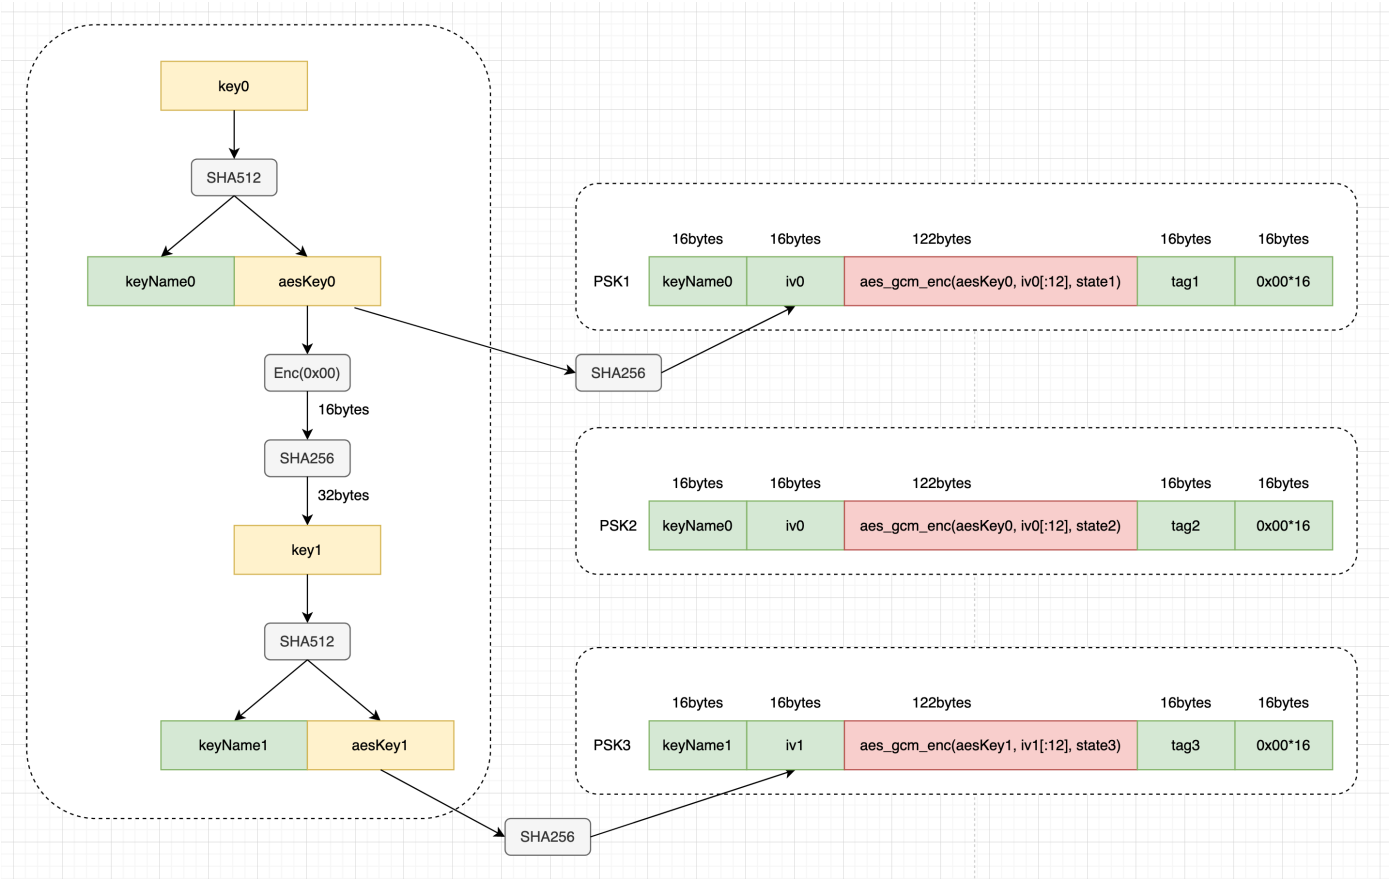 key0
SHA512
keyName0
aesKey0
Enc(0x00)
16bytes
SHA256
32bytes
key1
SHA512
keyName1
aesKey1
SHA256
SHA256
16bytes 16bytes 122bytes 16bytes 16bytes
PSK1 keyName0 iv0 aes_gcm_enc(aesKey0, iv0[:12], state1) tag1 0x00*16
16bytes 16bytes 122bytes 16bytes 16bytes
PSK2 keyName0 iv0 aes_gcm_enc(aesKey0, iv0[:12], state2) tag2 0x00*16
16bytes 16bytes 122bytes 16bytes 16bytes
PSK3 keyName1 iv1 aes_gcm_enc(aesKey1, iv1[:12], state3) tag3 0x00*16